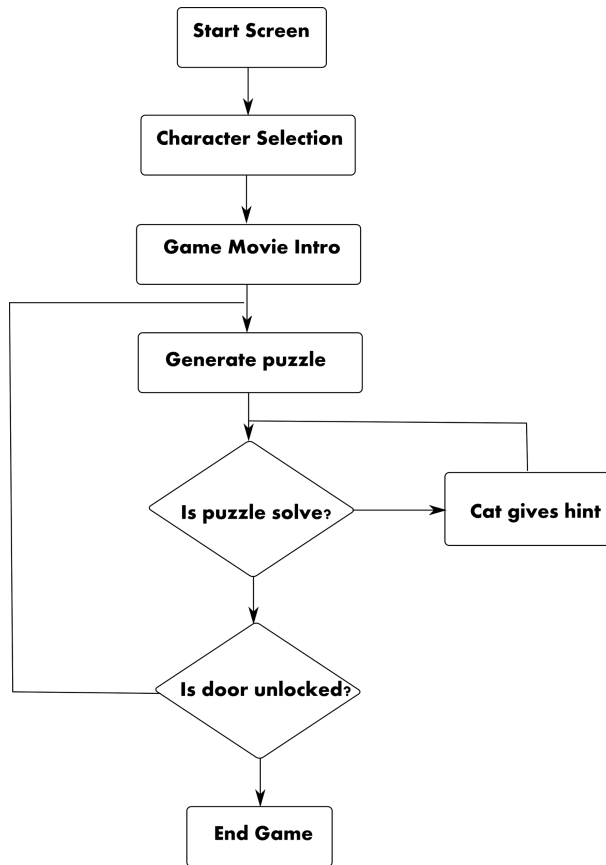 Start Screen
Character Selection
Game Movie Intro
Generate puzzle
Is puzzle solve?
Cat gives hint
Is door unlocked?
End Game